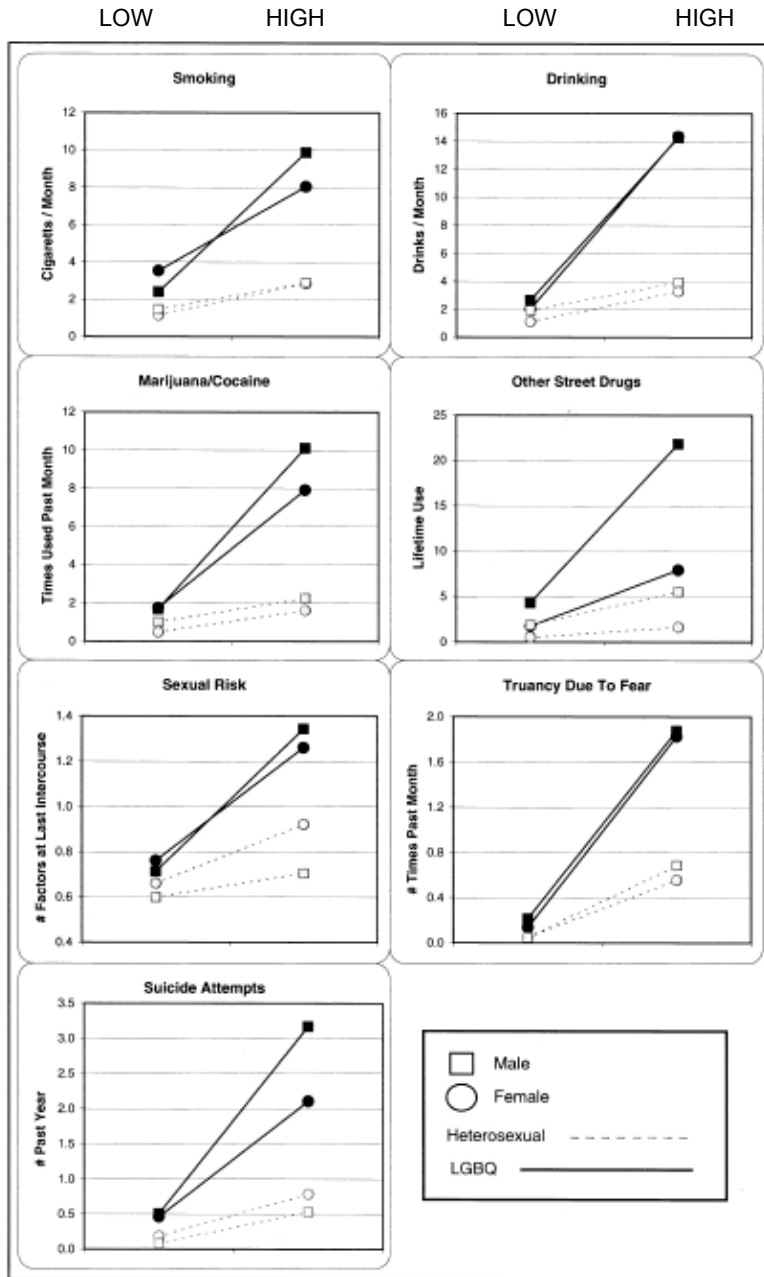 LOW HIGH LOW HIGH
Smoking
Cigaretts / Month
12
10
8
6
4
2
0
Drinking
Drinks / Month
16
14
12
10
8
6
4
2
0
Marijuana/Cocaine
Times Used Past Month
12
10
8
6
4
2
0
Other Street Drugs
Lifetime Use
25
20
15
10
5
0
Sexual Risk
# Factors at Last Intercourse
1.4
1.2
1.0
0.8
0.6
0.4
Truancy Due To Fear
# Times Past Month
2.0
1.6
1.2
0.8
0.4
0.0
Suicide Attempts
# Past Year
3.5
3.0
2.5
2.0
1.5
1.0
0.5
0.0
Male
Female
Heterosexual
LGBQ